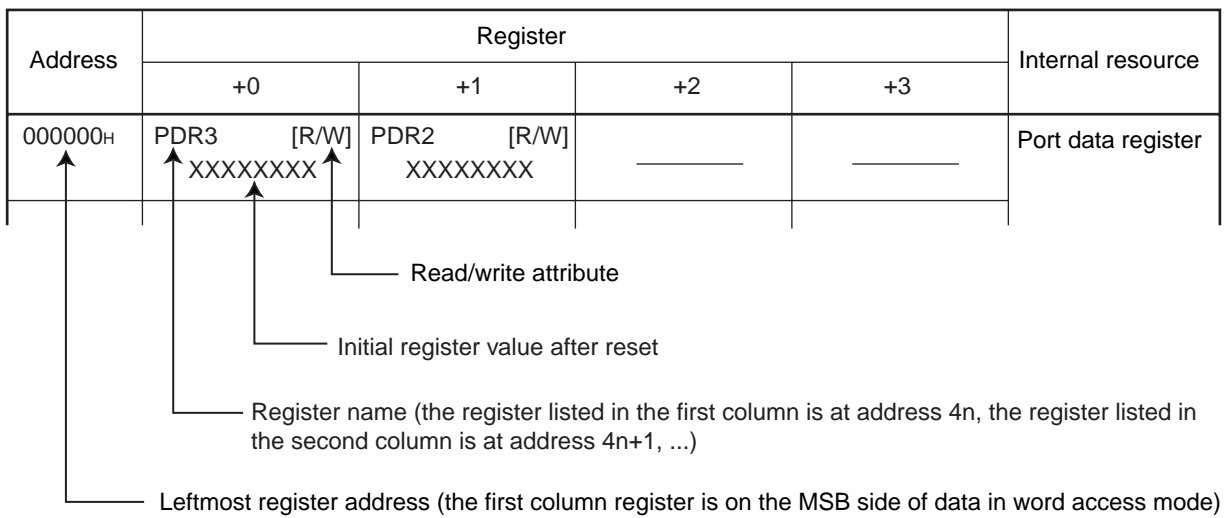 Address
Register
Internal resource
+0 +1 +2 +3
000000H PDR3 [R/W] PDR2 [R/W] Port data register
XXXXXXXX XXXXXXXX
Read/write attribute
Initial register value after reset
Register name (the register listed in the first column is at address 4n, the register listed in
the second column is at address 4n+1, ...)
Leftmost register address (the first column register is on the MSB side of data in word access mode)